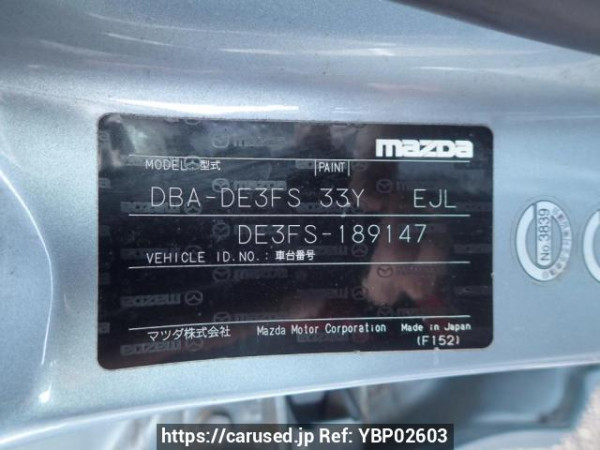 mazda
MODEL:型式 PAINT
DBA-DE3FS 33Y EJL
DE3FS-189147
VEHICLE ID.NO.:車台番号
マツダ株式会社 Mazda Motor Corporation Made in Japan
(F152)
No.3839
https://carused.jp Ref: YBP02603